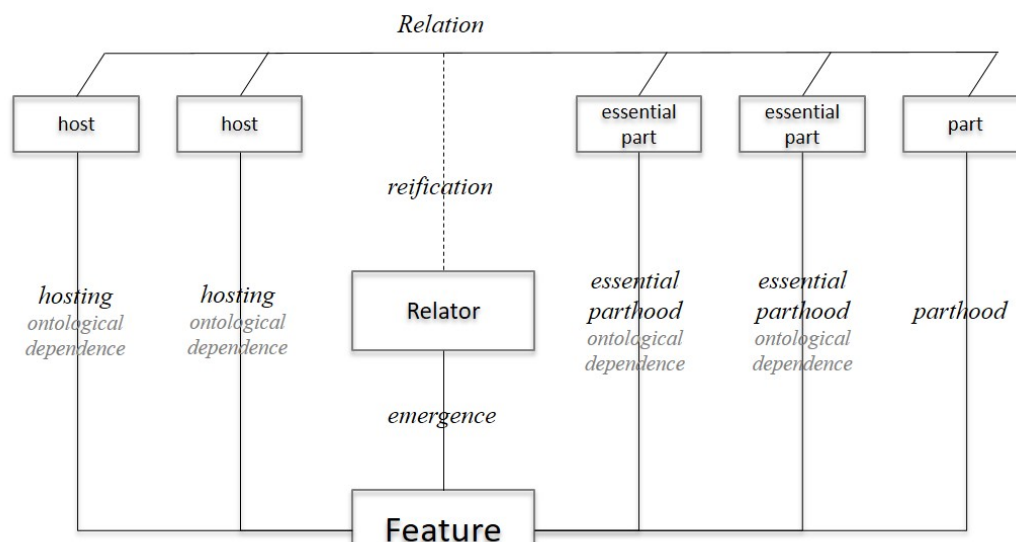 Relation
host
host
essential
part
essential
part
part
reification
Relator
hosting
ontological
dependence
hosting
ontological
dependence
essential
parthood
ontological
dependence
essential
parthood
ontological
dependence
parthood
emergence
Feature